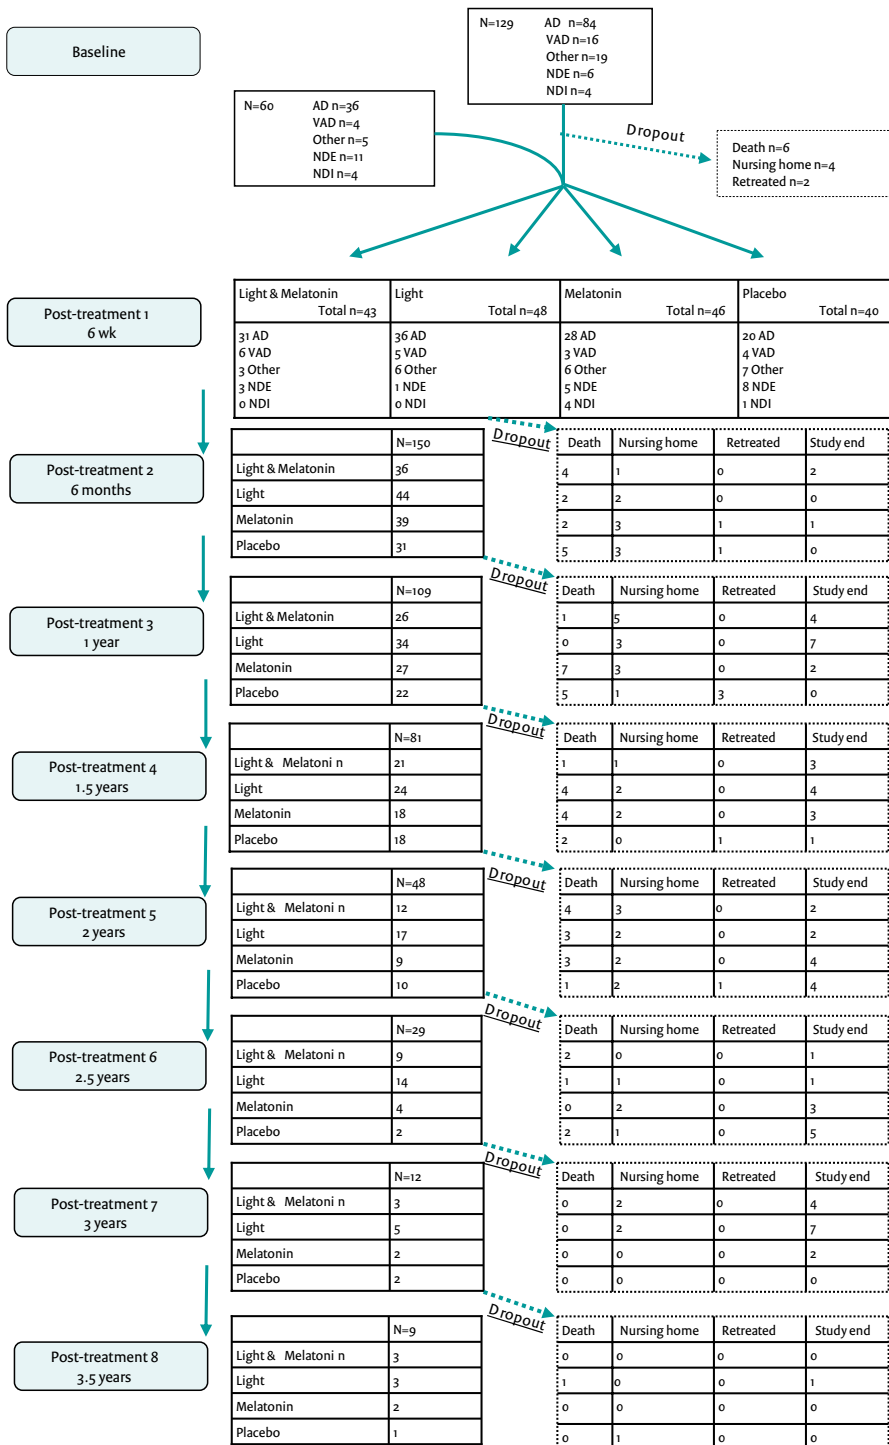 Baseline
N=129 AD n=84
VAD n=16
Other n=19
NDE n=6
NDI n=4
N=60 AD n=36
VAD n=4
Other n=5
NDE n=11
NDI n=4
Dropout
Death n=6
Nursing home n=4
Retreated n=2
Post-treatment 1
6 wk
Light & Melatonin Light Melatonin Placebo
Total n=43 Total n=48 Total n=46 Total n=40
31 AD 36 AD 28 AD 20 AD
6 VAD 5 VAD 3 VAD 4 VAD
3 Other 6 Other 6 Other 7 Other
3 NDE 1 NDE 5 NDE 8 NDE
0 NDI 0 NDI 4 NDI 1 NDI
Post-treatment 2
6 months
Dropout
N=150 Death Nursing home Retreated Study end
Light & Melatonin 36 4 1 0 2
Light 44 2 2 0 0
Melatonin 39 2 3 1 1
Placebo 31 5 3 1 0
Post-treatment 3
1 year
Dropout
N=109 Death Nursing home Retreated Study end
Light & Melatonin 26 1 5 0 4
Light 34 0 3 0 7
Melatonin 27 7 3 0 2
Placebo 22 5 1 3 0
Post-treatment 4
1.5 years
Dropout
N=81 Death Nursing home Retreated Study end
Light & Melatoni n 21 1 1 0 3
Light 24 4 2 0 4
Melatonin 18 4 2 0 3
Placebo 18 2 0 1 1
Post-treatment 5
2 years
Dropout
N=48 Death Nursing home Retreated Study end
Light & Melatoni n 12 4 3 0 2
Light 17 3 2 0 2
Melatonin 9 3 2 0 4
Placebo 10 1 2 1 4
Post-treatment 6
2.5 years
Dropout
N=29 Death Nursing home Retreated Study end
Light & Melatoni n 9 2 0 0 1
Light 14 1 1 0 1
Melatonin 4 0 2 0 3
Placebo 2 2 1 0 5
Post-treatment 7
3 years
Dropout
N=12 Death Nursing home Retreated Study end
Light & Melatoni n 3 0 2 0 4
Light 5 0 2 0 7
Melatonin 2 0 0 0 2
Placebo 2 0 0 0 0
Post-treatment 8
3.5 years
Dropout
N=9 Death Nursing home Retreated Study end
Light & Melatoni n 3 0 0 0 0
Light 3 1 0 0 1
Melatonin 2 0 0 0 0
Placebo 1 0 1 0 0